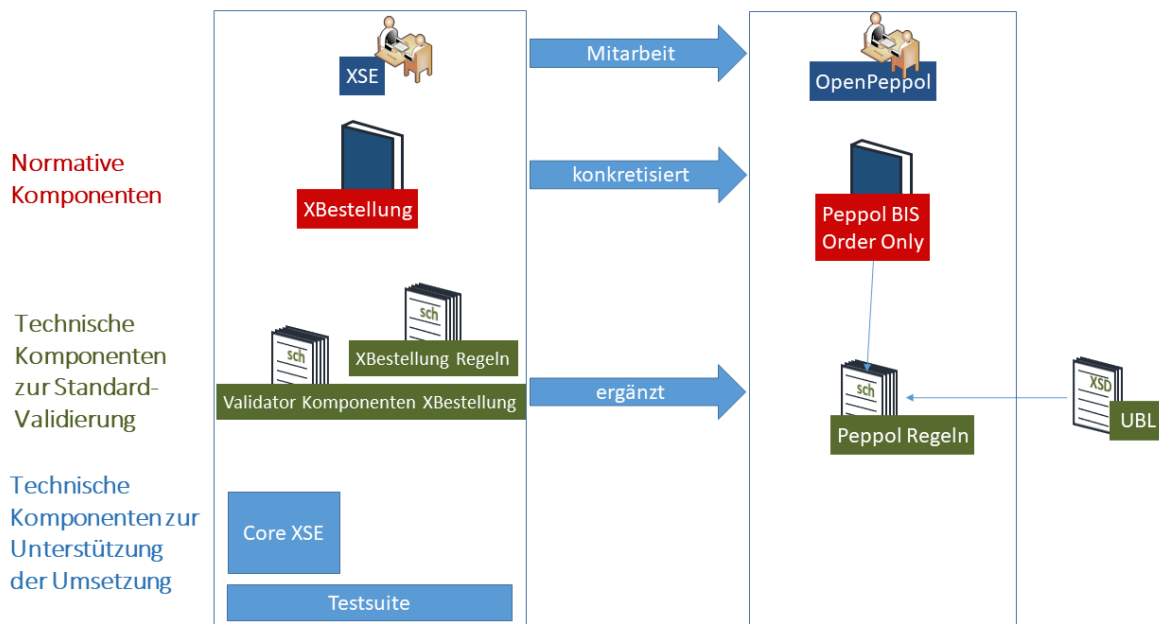 XSE
Mitarbeit
OpenPeppol
Normative
Komponenten
XBestellung
konkretisiert
Peppol BIS
Order Only
Technische
Komponenten
zur Standard-
Validierung
sch
XBestellung Regeln
sch
Validator Komponenten XBestellung
ergänzt
sch
Peppol Regeln
XSD
UBL
Technische
Komponenten zur
Unterstützung
der Umsetzung
Core XSE
Testsuite